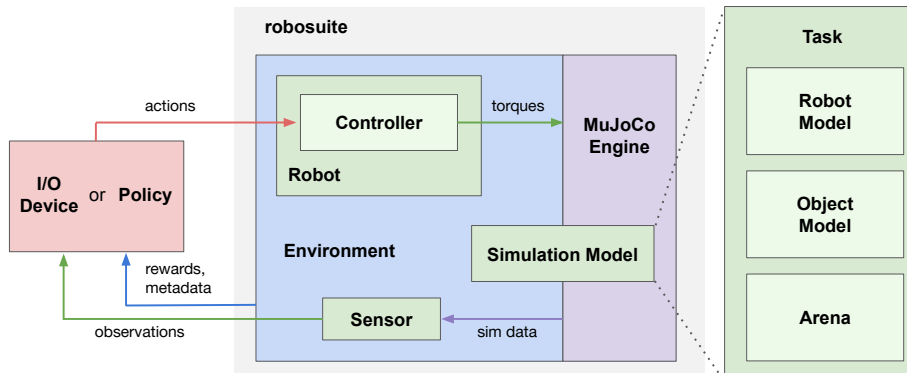 robosuite
Task
actions
Controller
torques
MuJoCo
Engine
Robot
Model
I/O
Device
or
Policy
Robot
Object
Model
Environment
Simulation Model
rewards,
metadata
Sensor
sim data
observations
Arena